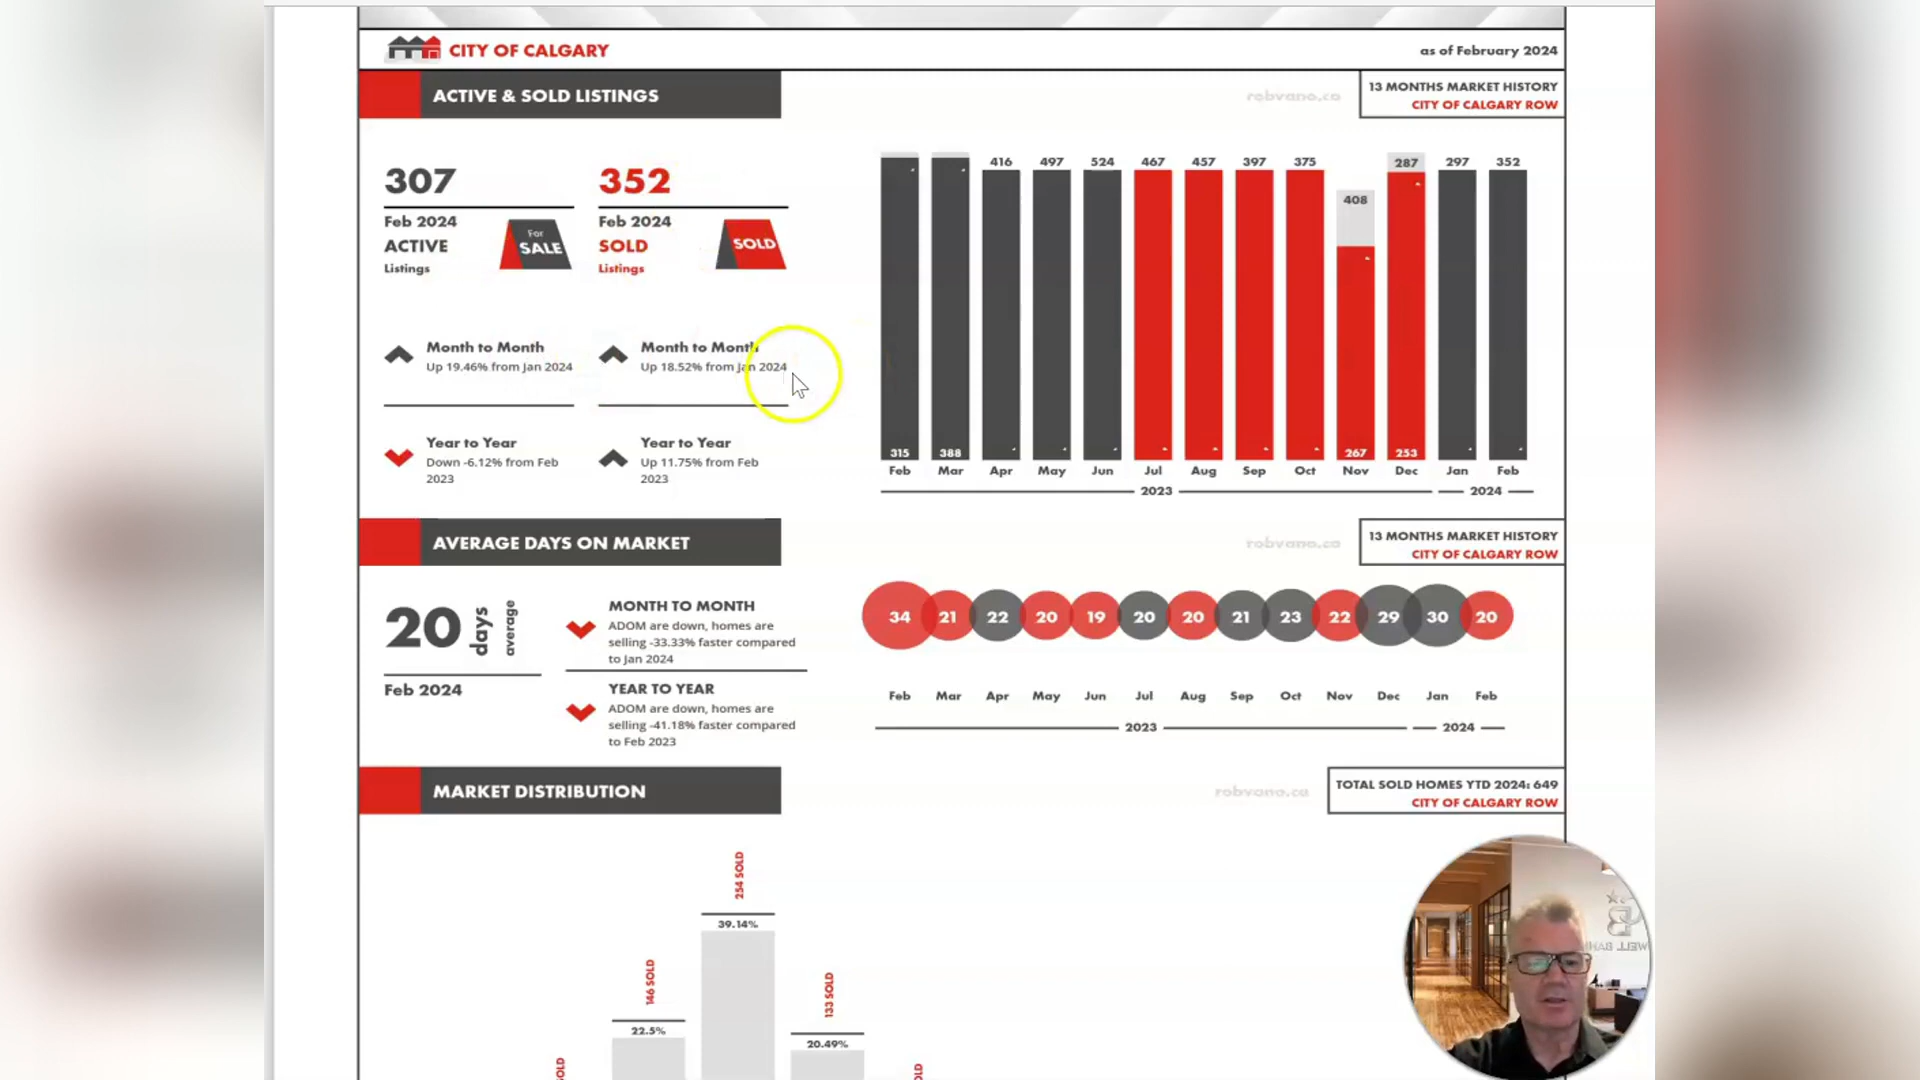 CITY OF CALGARY
as of February 2024
ACTIVE & SOLD LISTINGS
robvano.ca
13 MONTHS MARKET HISTORY
CITY OF CALGARY ROW
307
Feb 2024
ACTIVE
Listings
For
SALE
352
Feb 2024
SOLD
Listings
SOLD
Month to Month
Up 19.46% from Jan 2024
Month to Month
Up 18.52% from Jan 2024
Year to Year
Down -6.12% from Feb
2023
Year to Year
Up 11.75% from Feb
2023
416 497 524 467 457 397 375 408 287 297 352
315 388 267 253
Feb Mar Apr May Jun Jul Aug Sep Oct Nov Dec Jan Feb
2023 2024
AVERAGE DAYS ON MARKET
robvano.ca
13 MONTHS MARKET HISTORY
CITY OF CALGARY ROW
20
days
average
Feb 2024
MONTH TO MONTH
ADOM are down, homes are
selling -33.33% faster compared
to Jan 2024
YEAR TO YEAR
ADOM are down, homes are
selling -41.18% faster compared
to Feb 2023
34 21 22 20 19 20 20 21 23 22 29 30 20
Feb Mar Apr May Jun Jul Aug Sep Oct Nov Dec Jan Feb
2023 2024
MARKET DISTRIBUTION
robvano.ca
TOTAL SOLD HOMES YTD 2024: 649
CITY OF CALGARY ROW
254 SOLD
39.14%
146 SOLD
22.5%
133 SOLD
20.49%